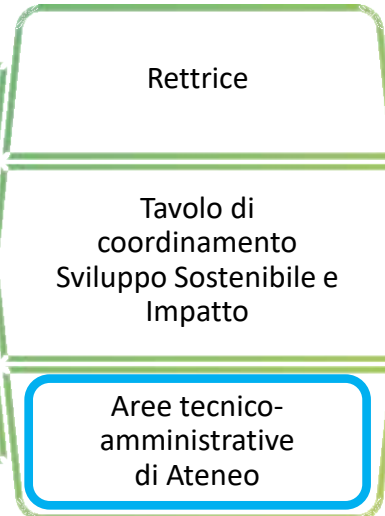 Rettrice
Tavolo di
coordinamento
Sviluppo Sostenibile e
Impatto
Aree tecnico-
amministrative
di Ateneo